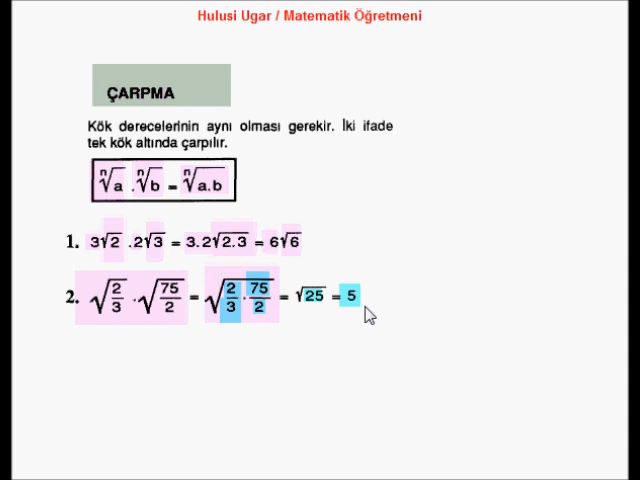 Hulusi Ugar / Matematik Öğretmeni
ÇARPMA
Kök derecelerinin aynı olması gerekir. İki ifade
tek kök altında çarpılır.
ⁿ√a . ⁿ√b = ⁿ√a.b
1. 3√2 . 2√3 = 3.2√2.3 = 6√6
2. √(2/3) . √(75/2) = √(2/3 . 75/2) = √25 = 5